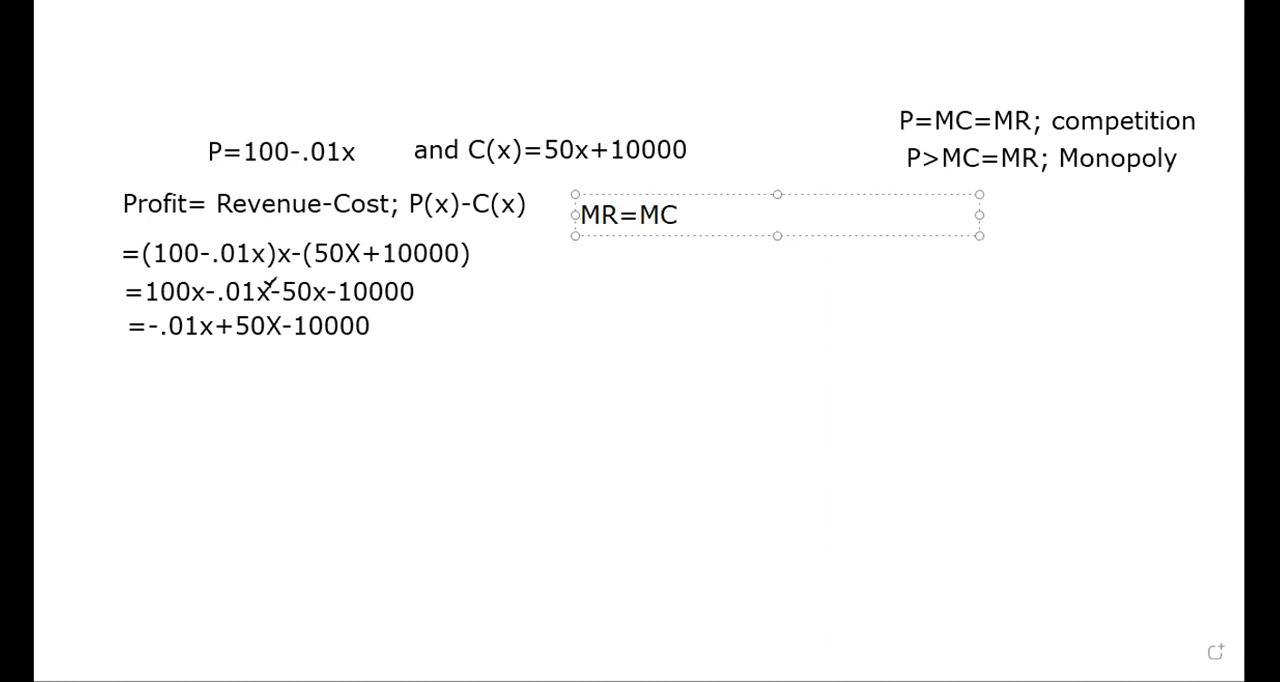 P=MC=MR; competition
P=100-.01x and C(x)=50x+10000
P>MC=MR; Monopoly
Profit= Revenue-Cost; P(x)-C(x)
MR=MC
=(100-.01x)x-(50X+10000)
=100x-.01x-50x-10000
=-.01x+50X-10000